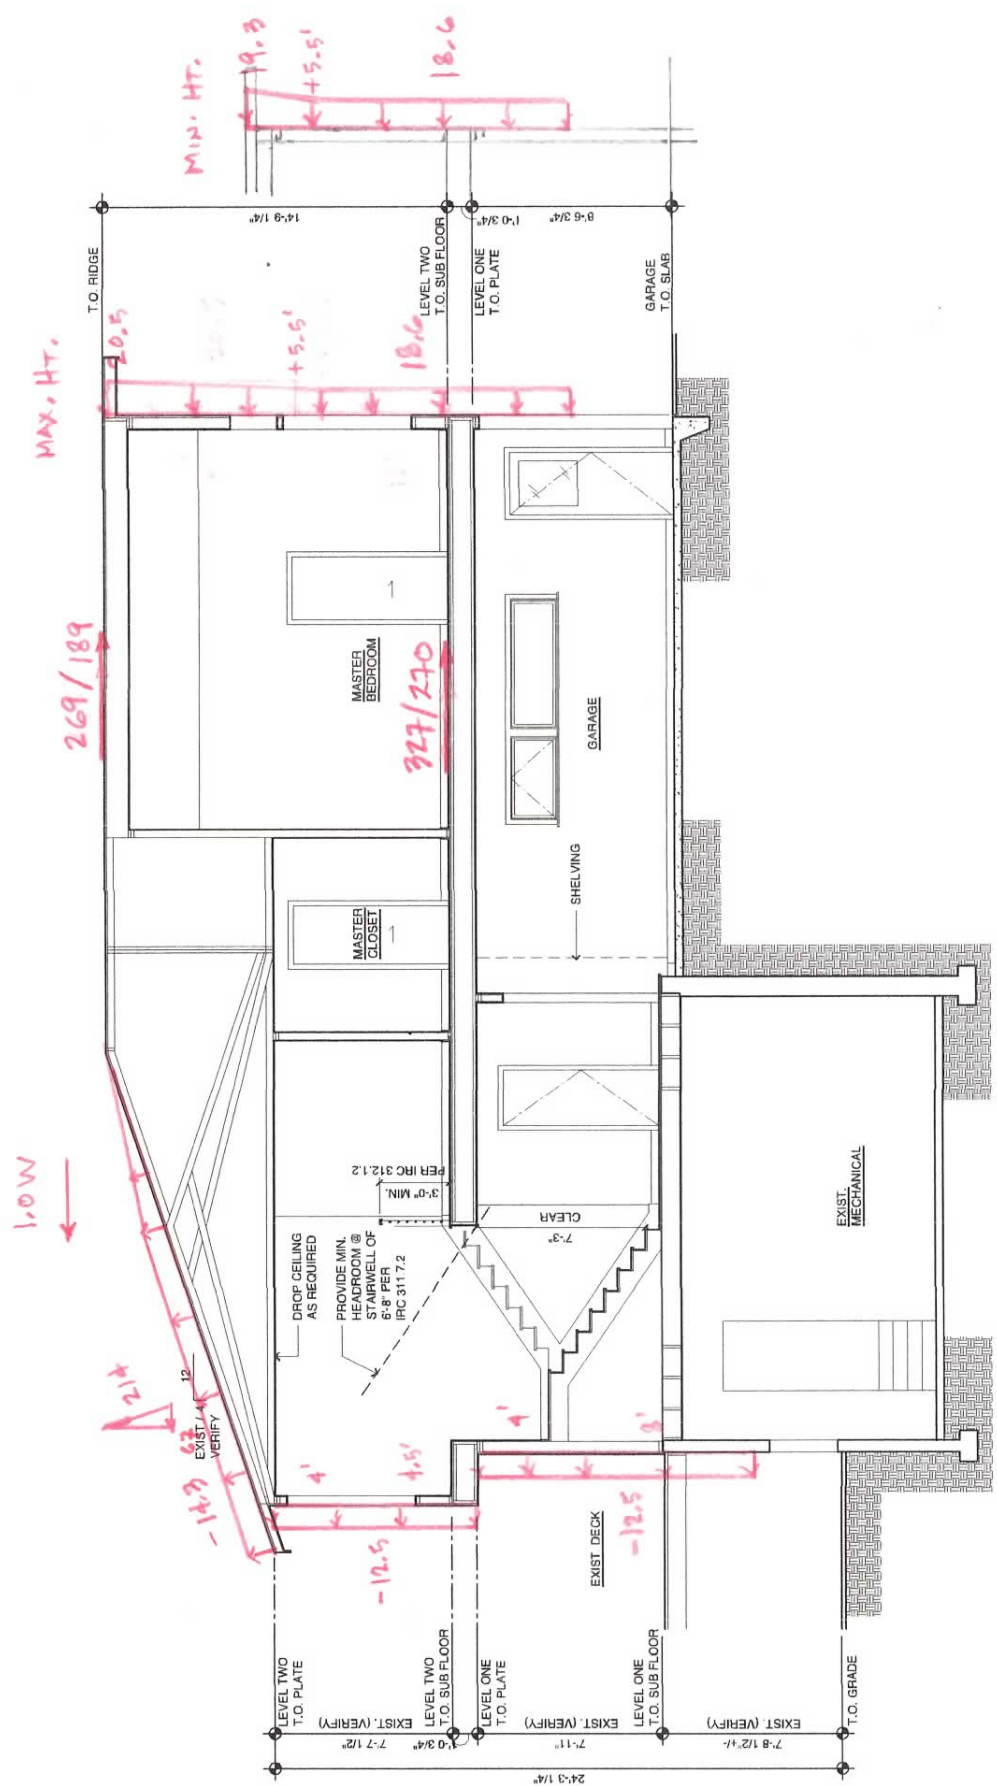 MIN. HT.
19.3
+5.5'
18.6
MAX. HT.
20.5
+5.5'
18.6
T.O. RIDGE
14'-9 1/4"
LEVEL TWO
T.O. SUB FLOOR
1'-0 3/4"
LEVEL ONE
T.O. PLATE
8'-6 3/4"
GARAGE
T.O. SLAB
269/189
327/270
MASTER
BEDROOM
1
MASTER
CLOSET
1
GARAGE
SHELVING
1.0W
214
67
12
EXIST / 4
VERIFY
-14.3
DROP CEILING
AS REQUIRED
PROVIDE MIN.
HEADROOM @
STAIRWELL OF
6'-8" PER
IRC 311.7.2
3'-0" MIN.
PER IRC 312.1.2
7'-3"
CLEAR
4'
4.5'
-12.5
4'
8'
-12.5
EXIST DECK
EXIST.
MECHANICAL
LEVEL TWO
T.O. PLATE
7'-7 1/2"
EXIST. (VERIFY)
LEVEL TWO
T.O. SUB FLOOR
1'-0 3/4"
LEVEL ONE
T.O. PLATE
7'-11"
EXIST. (VERIFY)
LEVEL ONE
T.O. SUB FLOOR
7'-8 1/2"+/-
EXIST. (VERIFY)
T.O. GRADE
24'-3 1/4"